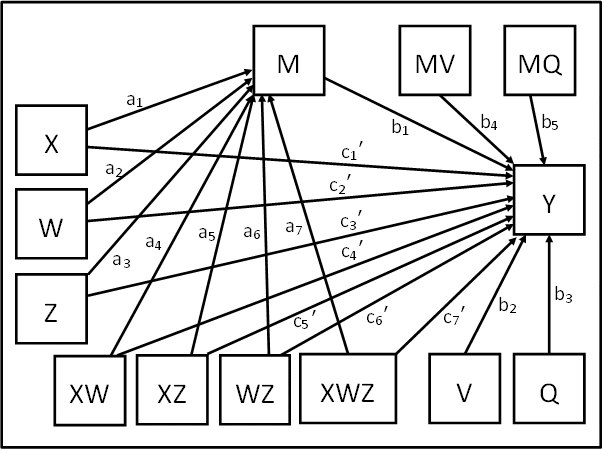 M
MV
MQ
a₁
X
b₁
b₄
b₅
c₁′
a₂
c₂′
W
Y
a₃
a₄
a₅
a₆
a₇
c₃′
c₄′
Z
c₅′
c₆′
c₇′
b₂
b₃
XW
XZ
WZ
XWZ
V
Q